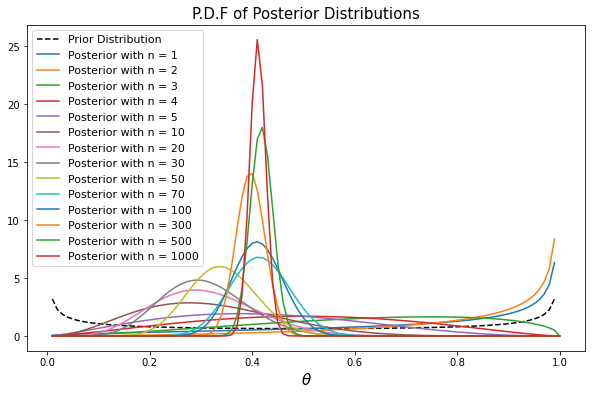 P.D.F of Posterior Distributions
Prior Distribution
Posterior with n = 1
Posterior with n = 2
Posterior with n = 3
Posterior with n = 4
Posterior with n = 5
Posterior with n = 10
Posterior with n = 20
Posterior with n = 30
Posterior with n = 50
Posterior with n = 70
Posterior with n = 100
Posterior with n = 300
Posterior with n = 500
Posterior with n = 1000
25
20
15
10
5
0
0.0 0.2 0.4 0.6 0.8 1.0
θ